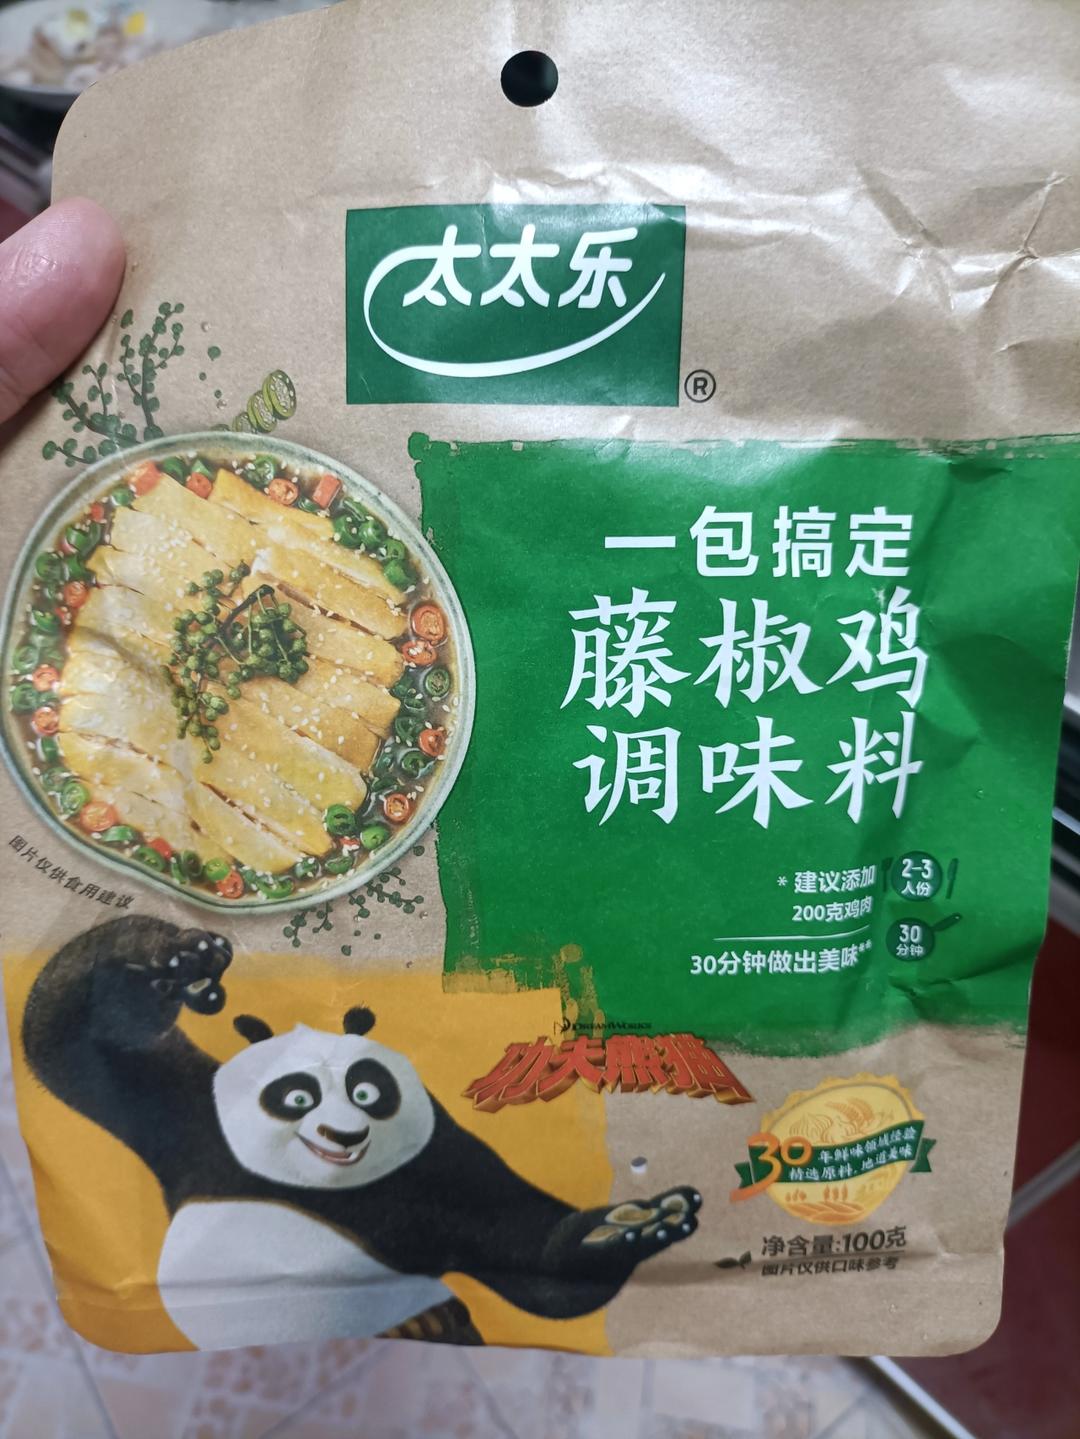 太太乐
®
一包搞定
藤椒鸡
调味料
*建议添加
200克鸡肉
2-3
人份
30分钟做出美味**
30
分钟
图片仅供食用建议
DREAMWORKS
功夫熊猫
30年鲜味领域经验
精选原料,地道美味
净含量:100克
图片仅供口味参考